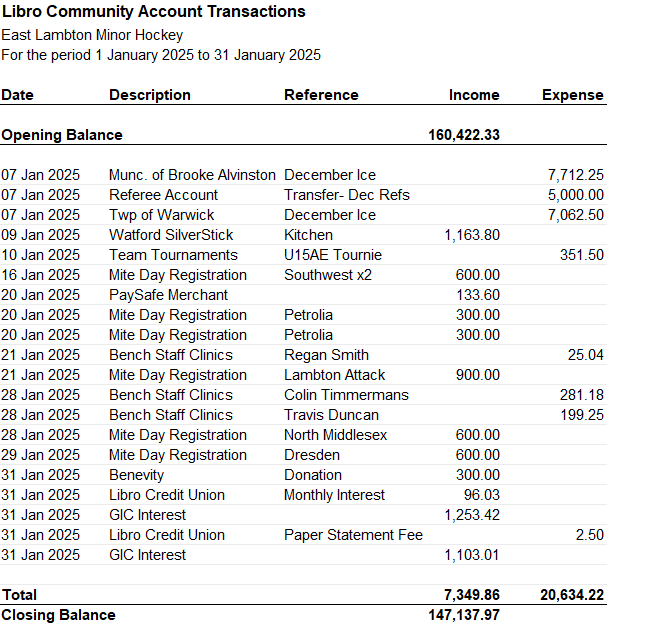 Libro Community Account Transactions
East Lambton Minor Hockey
For the period 1 January 2025 to 31 January 2025
Date Description Reference Income Expense
Opening Balance 160,422.33
07 Jan 2025 Munc. of Brooke Alvinston December Ice 7,712.25
07 Jan 2025 Referee Account Transfer- Dec Refs 5,000.00
07 Jan 2025 Twp of Warwick December Ice 7,062.50
09 Jan 2025 Watford SilverStick Kitchen 1,163.80
10 Jan 2025 Team Tournaments U15AE Tournie 351.50
16 Jan 2025 Mite Day Registration Southwest x2 600.00
20 Jan 2025 PaySafe Merchant 133.60
20 Jan 2025 Mite Day Registration Petrolia 300.00
20 Jan 2025 Mite Day Registration Petrolia 300.00
21 Jan 2025 Bench Staff Clinics Regan Smith 25.04
21 Jan 2025 Mite Day Registration Lambton Attack 900.00
28 Jan 2025 Bench Staff Clinics Colin Timmermans 281.18
28 Jan 2025 Bench Staff Clinics Travis Duncan 199.25
28 Jan 2025 Mite Day Registration North Middlesex 600.00
29 Jan 2025 Mite Day Registration Dresden 600.00
31 Jan 2025 Benevity Donation 300.00
31 Jan 2025 Libro Credit Union Monthly Interest 96.03
31 Jan 2025 GIC Interest 1,253.42
31 Jan 2025 Libro Credit Union Paper Statement Fee 2.50
31 Jan 2025 GIC Interest 1,103.01
Total 7,349.86 20,634.22
Closing Balance 147,137.97